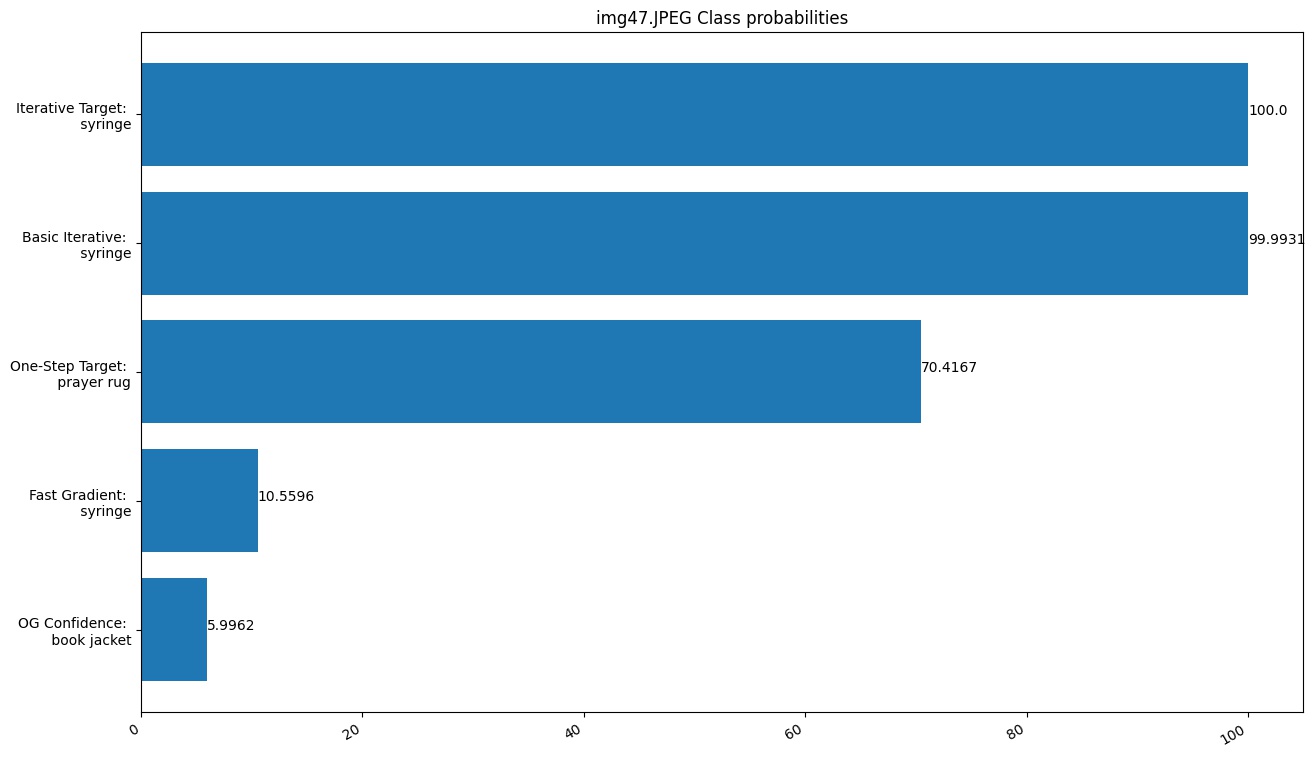 img47.JPEG Class probabilities
Iterative Target:
syringe
100.0
Basic Iterative:
syringe
99.9931
One-Step Target:
prayer rug
70.4167
Fast Gradient:
syringe
10.5596
OG Confidence:
book jacket
5.9962
0 20 40 60 80 100